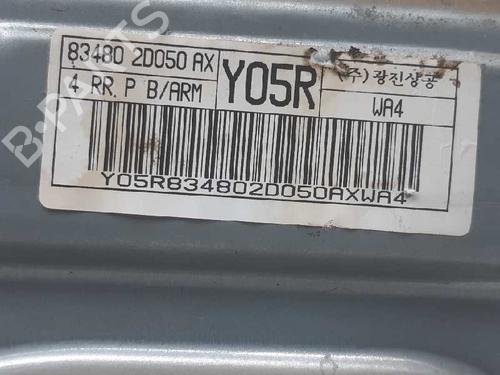 83480 2D050 AX
4 RR. P B/ARM
Y05R
(주)광진상공
WA4
Y05R834802D050AXWA4
B-PARTS